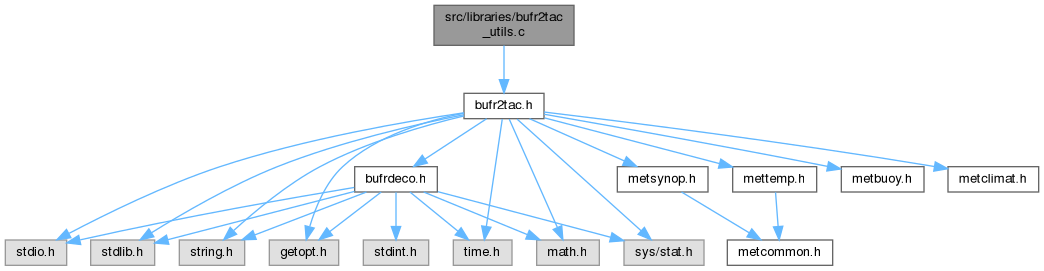 src/libraries/bufr2tac
_utils.c
bufr2tac.h
bufrdeco.h
metsynop.h
mettemp.h
metbuoy.h
metclimat.h
stdio.h
stdlib.h
string.h
getopt.h
stdint.h
time.h
math.h
sys/stat.h
metcommon.h